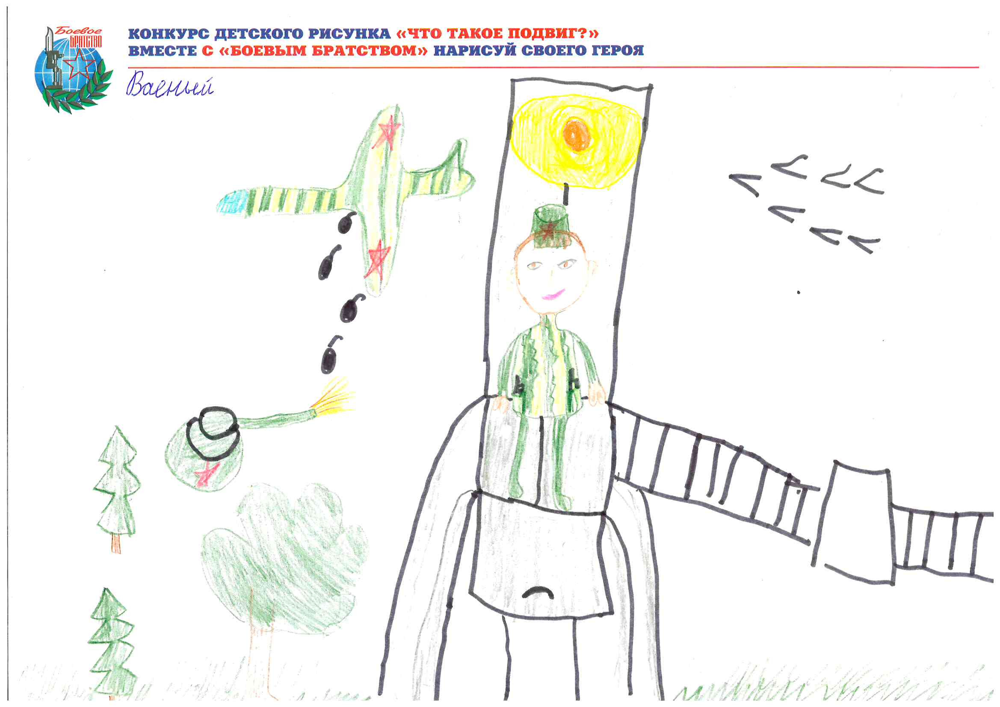 Боевое
БРАТСТВО
КОНКУРС ДЕТСКОГО РИСУНКА «ЧТО ТАКОЕ ПОДВИГ?»
ВМЕСТЕ С «БОЕВЫМ БРАТСТВОМ» НАРИСУЙ СВОЕГО ГЕРОЯ
Ваеный